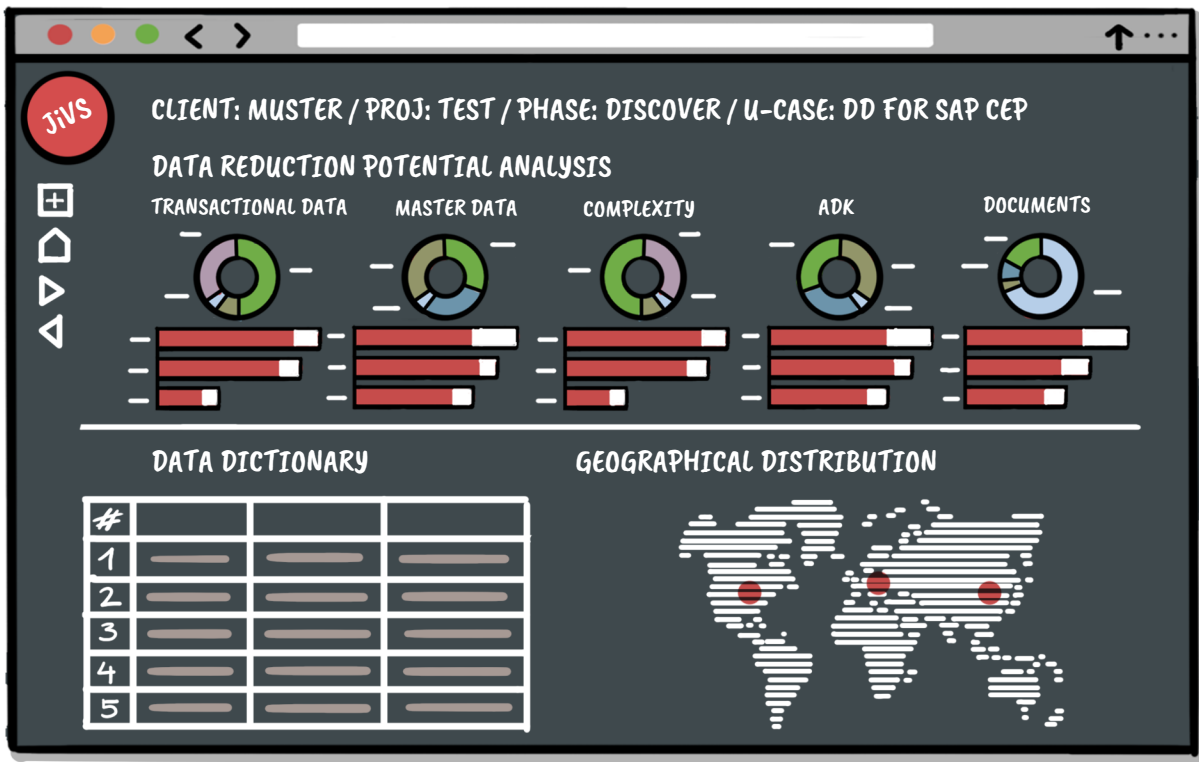 JiVS
CLIENT: MUSTER / PROJ: TEST / PHASE: DISCOVER / U-CASE: DD FOR SAP CEP
DATA REDUCTION POTENTIAL ANALYSIS
TRANSACTIONAL DATA
MASTER DATA
COMPLEXITY
ADK
DOCUMENTS
DATA DICTIONARY
GEOGRAPHICAL DISTRIBUTION
#
1
2
3
4
5